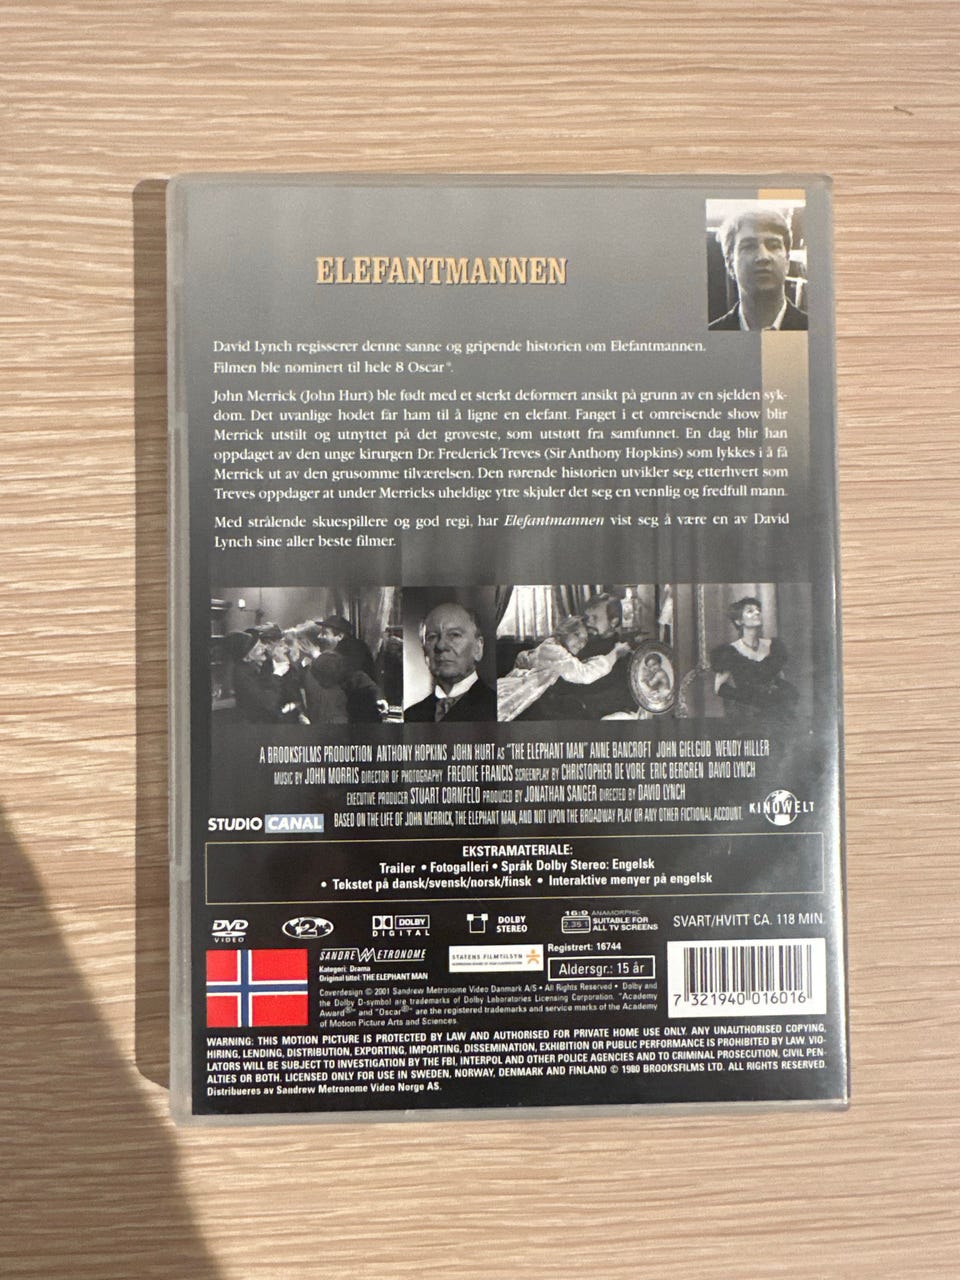 ELEFANTMANNEN
David Lynch regisserer denne sanne og gripende historien om Elefantmannen.
Filmen ble nominert til hele 8 Oscar®.
John Merrick (John Hurt) ble født med et sterkt deformert ansikt på grunn av en sjelden syk-
dom. Det uvanlige hodet får ham til å ligne en elefant. Fanget i et omreisende show blir
Merrick utstilt og utnyttet på det groveste, som utstøtt fra samfunnet. En dag blir han
oppdaget av den unge kirurgen Dr. Frederick Treves (Sir Anthony Hopkins) som lykkes i å få
Merrick ut av den grusomme tilværelsen. Den rørende historien utvikler seg etterhvert som
Treves oppdager at under Merricks uheldige ytre skjuler det seg en vennlig og fredfull mann.
Med strålende skuespillere og god regi, har Elefantmannen vist seg å være en av David
Lynch sine aller beste filmer.
A BROOKSFILMS PRODUCTION ANTHONY HOPKINS JOHN HURT AS "THE ELEPHANT MAN" ANNE BANCROFT JOHN GIELGUD WENDY HILLER
MUSIC BY JOHN MORRIS DIRECTOR OF PHOTOGRAPHY FREDDIE FRANCIS SCREENPLAY BY CHRISTOPHER DE VORE ERIC BERGREN DAVID LYNCH
EXECUTIVE PRODUCER STUART CORNFELD PRODUCED BY JONATHAN SANGER DIRECTED BY DAVID LYNCH
STUDIO CANAL BASED ON THE LIFE OF JOHN MERRICK, THE ELEPHANT MAN, AND NOT UPON THE BROADWAY PLAY OR ANY OTHER FICTIONAL ACCOUNT. KINOWELT
EKSTRAMATERIALE:
Trailer • Fotogalleri • Språk Dolby Stereo: Engelsk
• Tekstet på dansk/svensk/norsk/finsk • Interaktive menyer på engelsk
DVD VIDEO 2 DOLBY DIGITAL DOLBY STEREO 16:9 ANAMORPHIC 2.35:1 SUITABLE FOR ALL TV SCREENS SVART/HVITT CA. 118 MIN.
SANDREW METRONOME
Kategori: Drama
Original tittel: THE ELEPHANT MAN
STATENS FILMTILSYN
NORWEGIAN BOARD OF FILM CLASSIFICATION
Registrert: 16744
Aldersgr.: 15 år
7 321940 016016
Coverdesign © 2001 Sandrew Metronome Video Danmark A/S • All Rights Reserved • Dolby and
the Dolby D-symbol are trademarks of Dolby Laboratories Licensing Corporation. "Academy
Award®" and "Oscar®" are the registered trademarks and service marks of the Academy
of Motion Picture Arts and Sciences.
WARNING: THIS MOTION PICTURE IS PROTECTED BY LAW AND AUTHORISED FOR PRIVATE HOME USE ONLY. ANY UNAUTHORISED COPYING,
HIRING, LENDING, DISTRIBUTION, EXPORTING, IMPORTING, DISSEMINATION, EXHIBITION OR PUBLIC PERFORMANCE IS PROHIBITED BY LAW. VIO-
LATORS WILL BE SUBJECT TO INVESTIGATION BY THE FBI, INTERPOL AND OTHER POLICE AGENCIES AND TO CRIMINAL PROSECUTION, CIVIL PEN-
ALTIES OR BOTH. LICENSED ONLY FOR USE IN SWEDEN, NORWAY, DENMARK AND FINLAND © 1980 BROOKSFILMS LTD. ALL RIGHTS RESERVED.
Distribueres av Sandrew Metronome Video Norge AS.